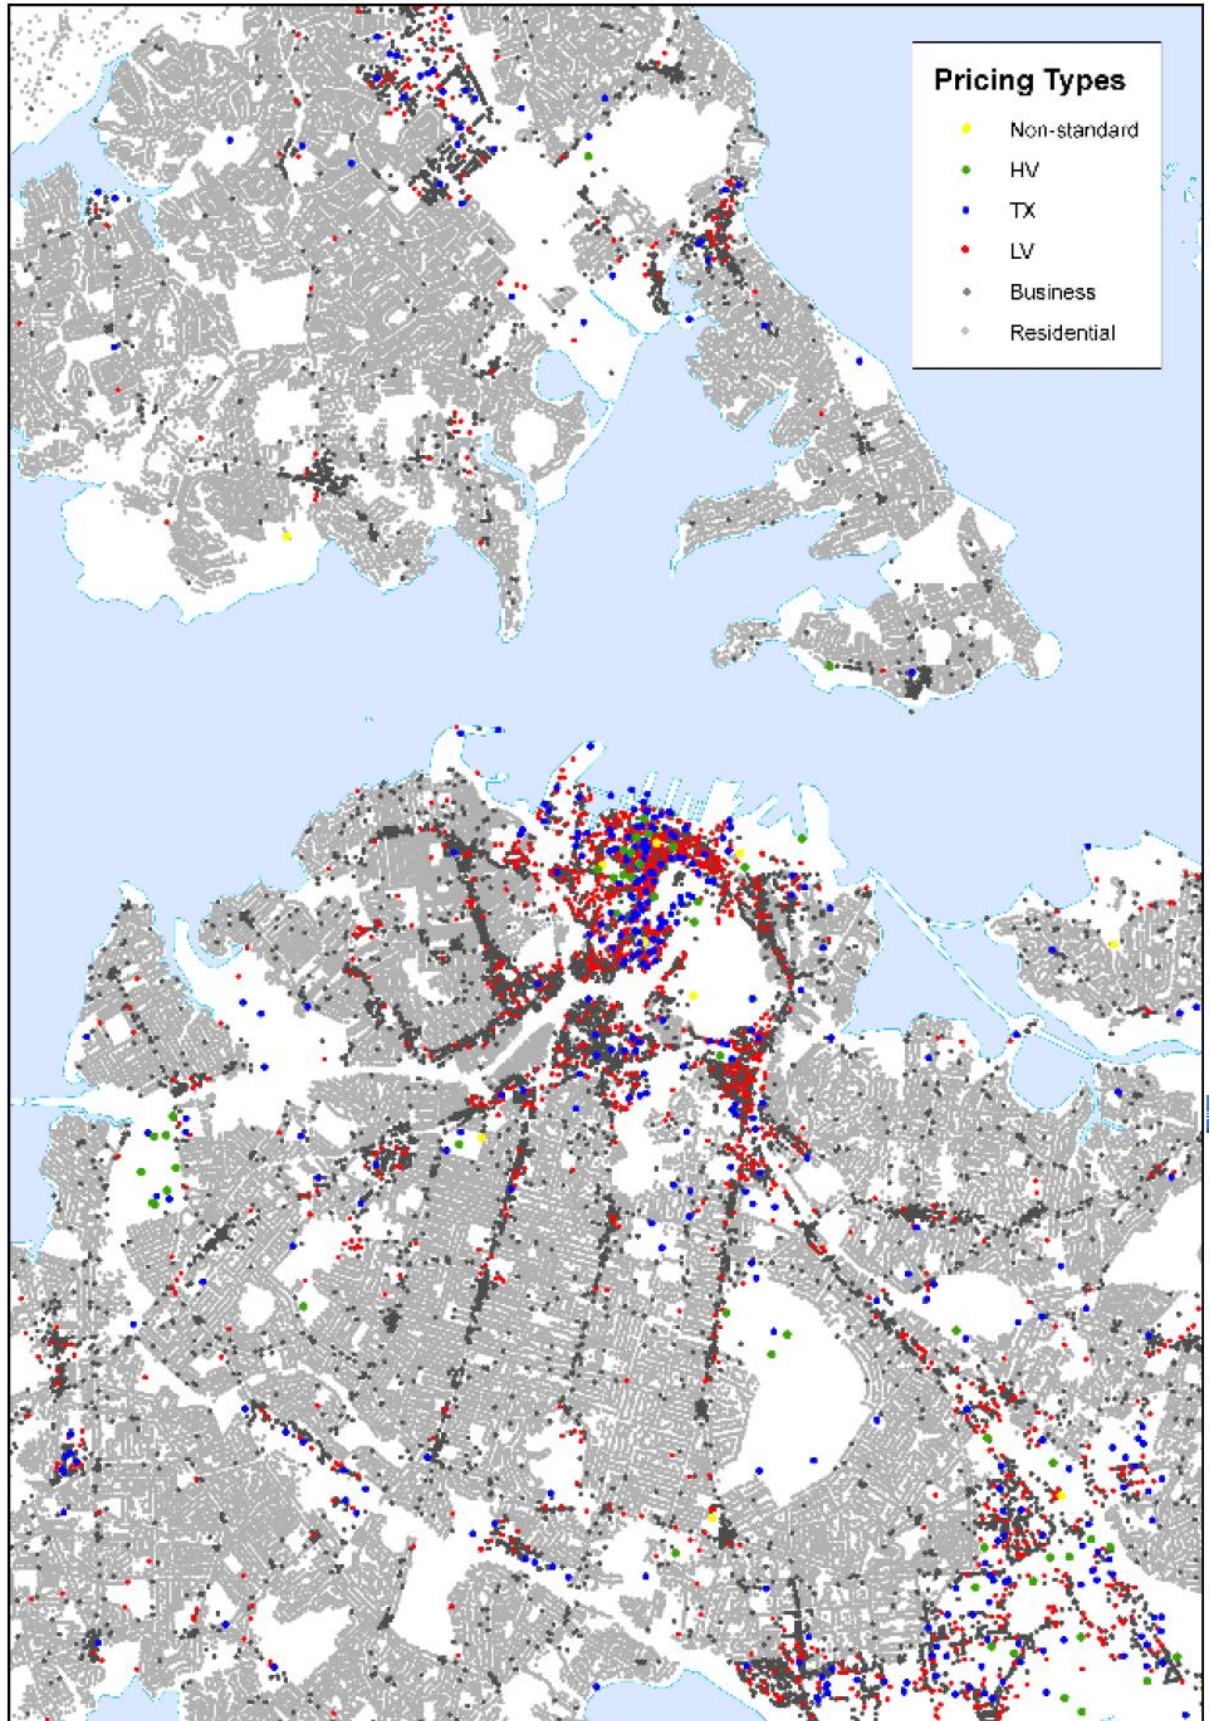 Pricing Types
Non-standard
HV
TX
LV
Business
Residential